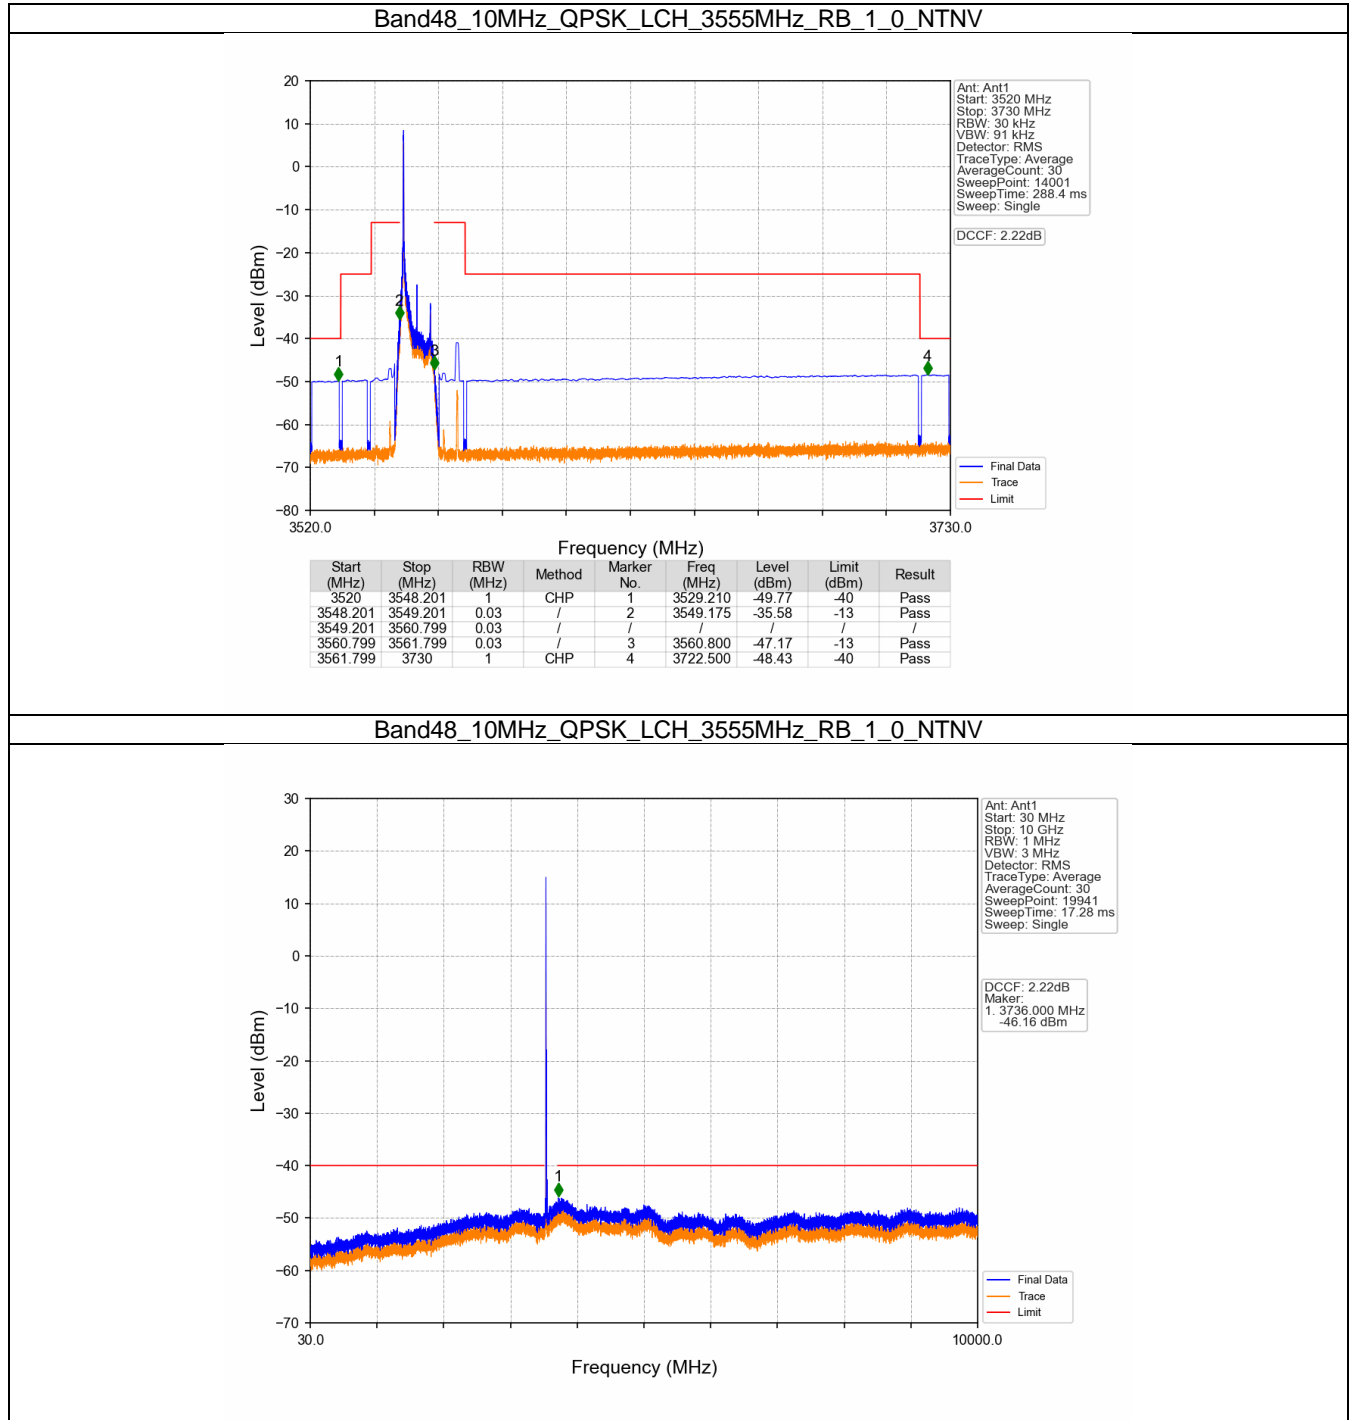 Band48_10MHz_QPSK_LCH_3555MHz_RB_1_0_NTNV
20
10
0
−10
−20
−30
−40
−50
−60
−70
−80
Level (dBm)
1
2
3
4
3520.0
3730.0
Frequency (MHz)
Ant: Ant1
Start: 3520 MHz
Stop: 3730 MHz
RBW: 30 kHz
VBW: 91 kHz
Detector: RMS
TraceType: Average
AverageCount: 30
SweepPoint: 14001
SweepTime: 288.4 ms
Sweep: Single
DCCF: 2.22dB
Final Data
Trace
Limit
Start (MHz) Stop (MHz) RBW (MHz) Method Marker No. Freq (MHz) Level (dBm) Limit (dBm) Result
3520 3548.201 1 CHP 1 3529.210 -49.77 -40 Pass
3548.201 3549.201 0.03 / 2 3549.175 -35.58 -13 Pass
3549.201 3560.799 0.03 / / / / / /
3560.799 3561.799 0.03 / 3 3560.800 -47.17 -13 Pass
3561.799 3730 1 CHP 4 3722.500 -48.43 -40 Pass
Band48_10MHz_QPSK_LCH_3555MHz_RB_1_0_NTNV
30
20
10
0
−10
−20
−30
−40
−50
−60
−70
Level (dBm)
1
30.0
10000.0
Frequency (MHz)
Ant: Ant1
Start: 30 MHz
Stop: 10 GHz
RBW: 1 MHz
VBW: 3 MHz
Detector: RMS
TraceType: Average
AverageCount: 30
SweepPoint: 19941
SweepTime: 17.28 ms
Sweep: Single
DCCF: 2.22dB
Maker:
1. 3736.000 MHz
-46.16 dBm
Final Data
Trace
Limit